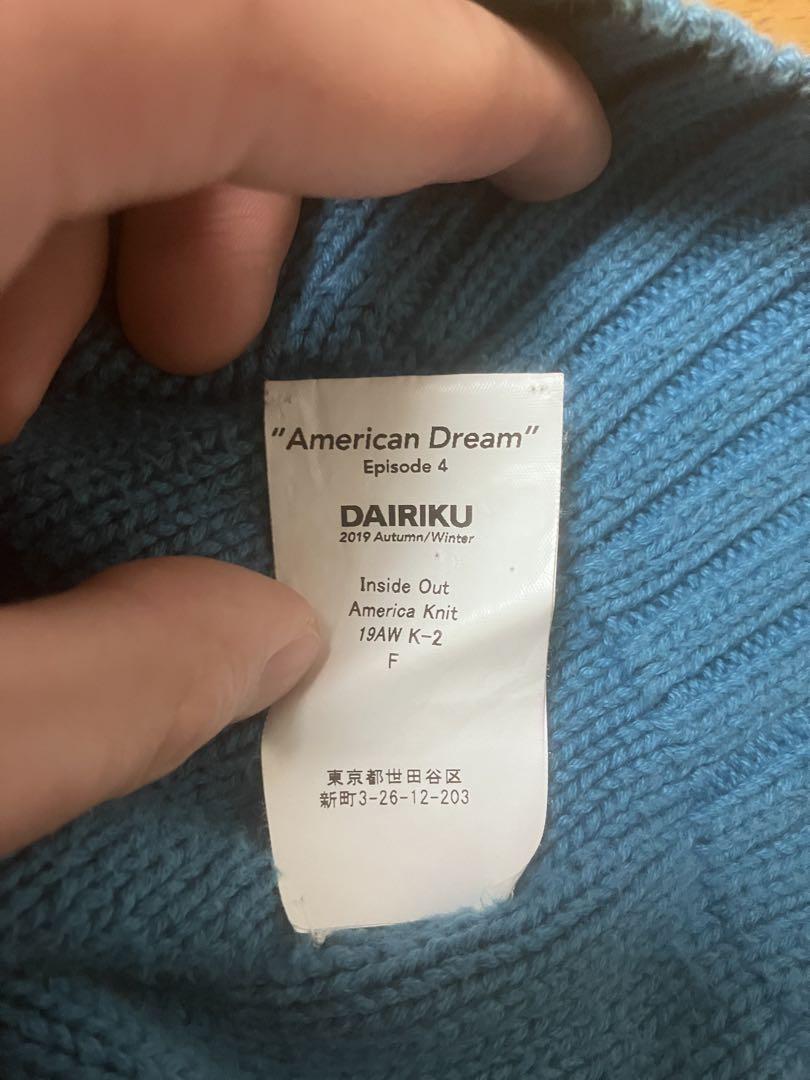 "American Dream"
Episode 4
DAIRIKU
2019 Autumn/Winter
Inside Out
America Knit
19AW K-2
F
東京都世田谷区
新町3-26-12-203